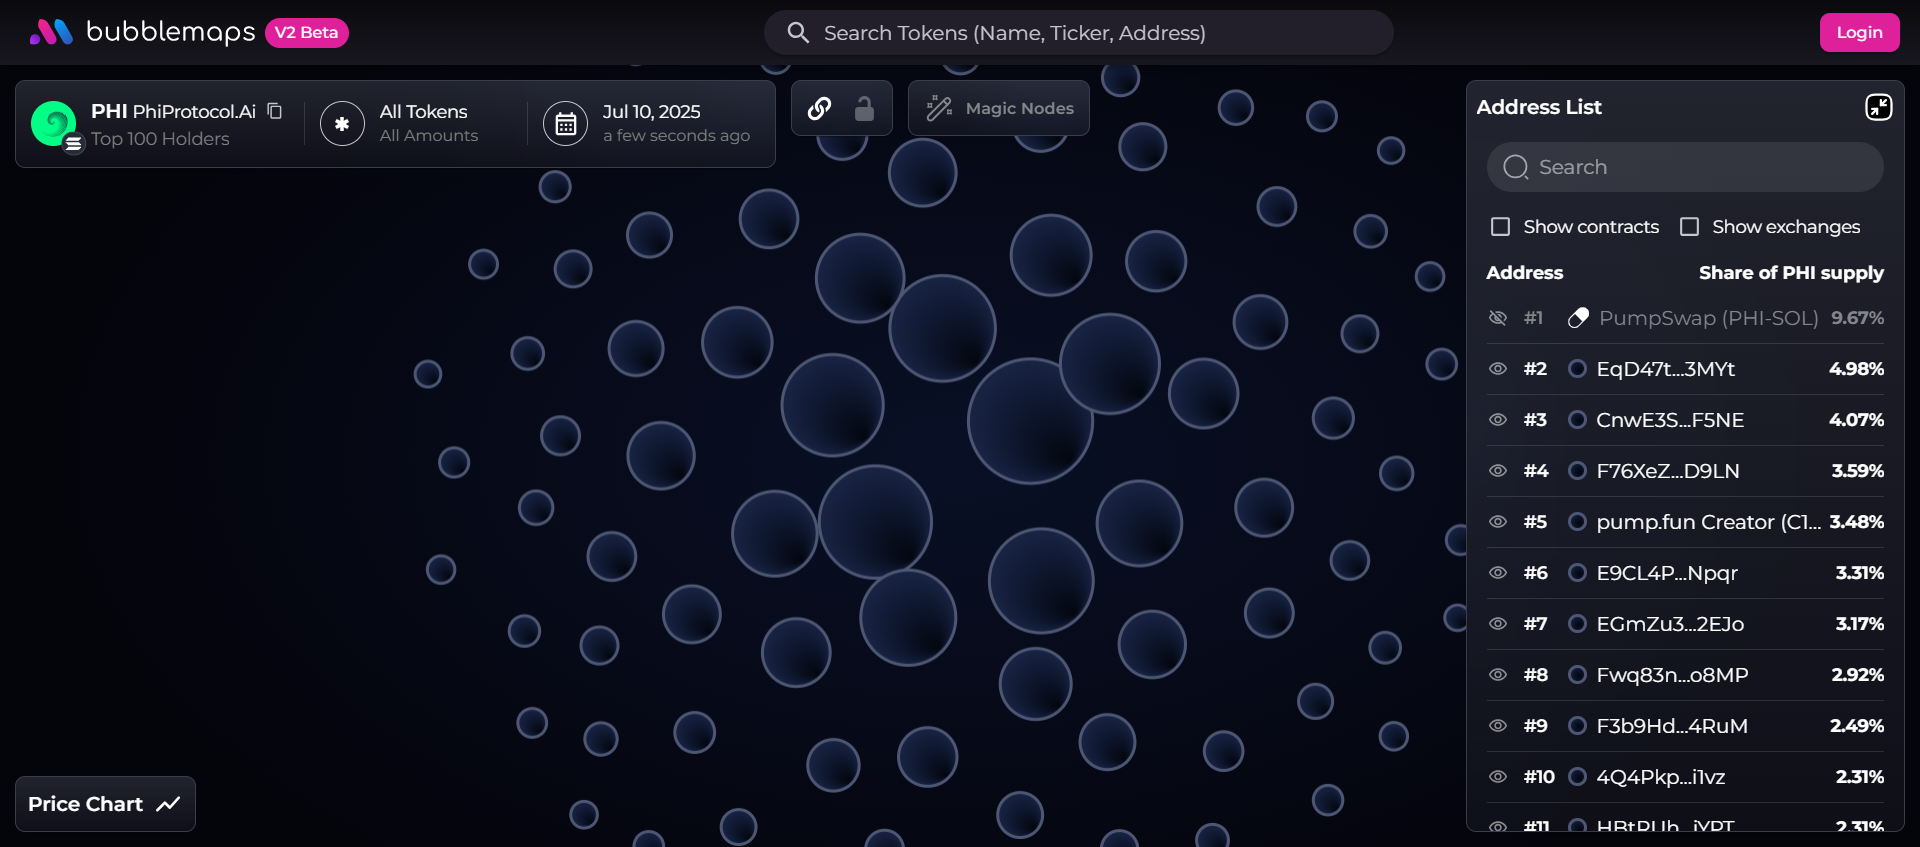 bubblemaps V2 Beta
Search Tokens (Name, Ticker, Address)
Login
PHI PhiProtocol.Ai
Top 100 Holders
All Tokens
All Amounts
Jul 10, 2025
a few seconds ago
Magic Nodes
Address List
Search
Show contracts Show exchanges
Address Share of PHI supply
#1 PumpSwap (PHI-SOL) 9.67%
#2 EqD47t...3MYt 4.98%
#3 CnwE3S...F5NE 4.07%
#4 F76XeZ...D9LN 3.59%
#5 pump.fun Creator (C1... 3.48%
#6 E9CL4P...Npqr 3.31%
#7 EGmZu3...2EJo 3.17%
#8 Fwq83n...o8MP 2.92%
#9 F3b9Hd...4RuM 2.49%
#10 4Q4Pkp...i1vz 2.31%
#11 2.31%
Price Chart